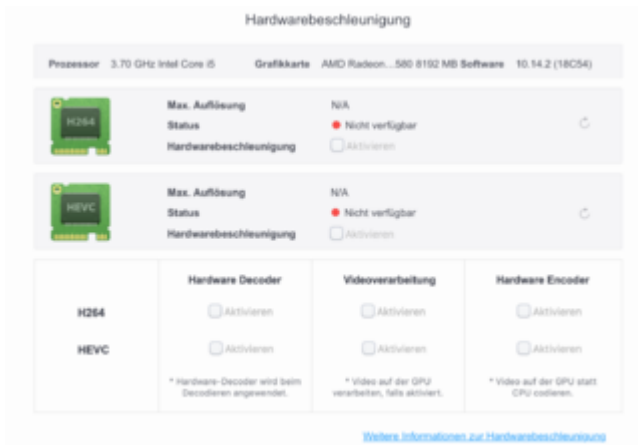 Hardwarebeschleunigung
Prozessor 3.70 GHz Intel Core i5 Grafikkarte AMD Radeon...580 8192 MB Software 10.14.2 (18C54)
H264
Max. Auflösung N/A
Status Nicht verfügbar
Hardwarebeschleunigung Aktivieren
HEVC
Max. Auflösung N/A
Status Nicht verfügbar
Hardwarebeschleunigung Aktivieren
Hardware Decoder Videoverarbeitung Hardware Encoder
H264 Aktivieren Aktivieren Aktivieren
HEVC Aktivieren Aktivieren Aktivieren
* Hardware-Decoder wird beim Decodieren angewendet.
* Video auf der GPU verarbeiten, falls aktiviert.
* Video auf der GPU statt CPU codieren.
Weitere Informationen zur Hardwarebeschleunigung